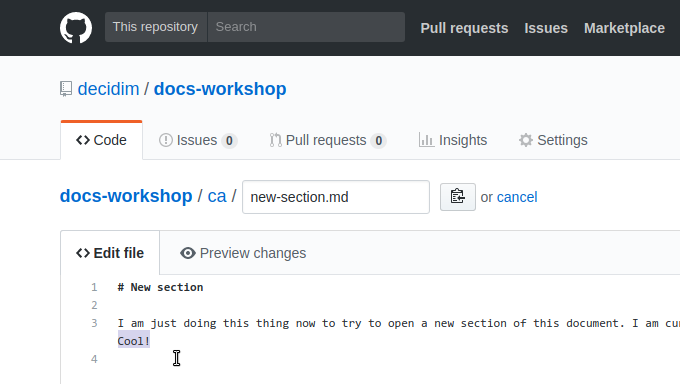 This repository Search Pull requests Issues Marketplace
decidim / docs-workshop
Code Issues 0 Pull requests 0 Insights Settings
docs-workshop / ca / new-section.md or cancel
Edit file Preview changes
1 # New section
2
3 I am just doing this thing now to try to open a new section of this document. I am
Cool!
4